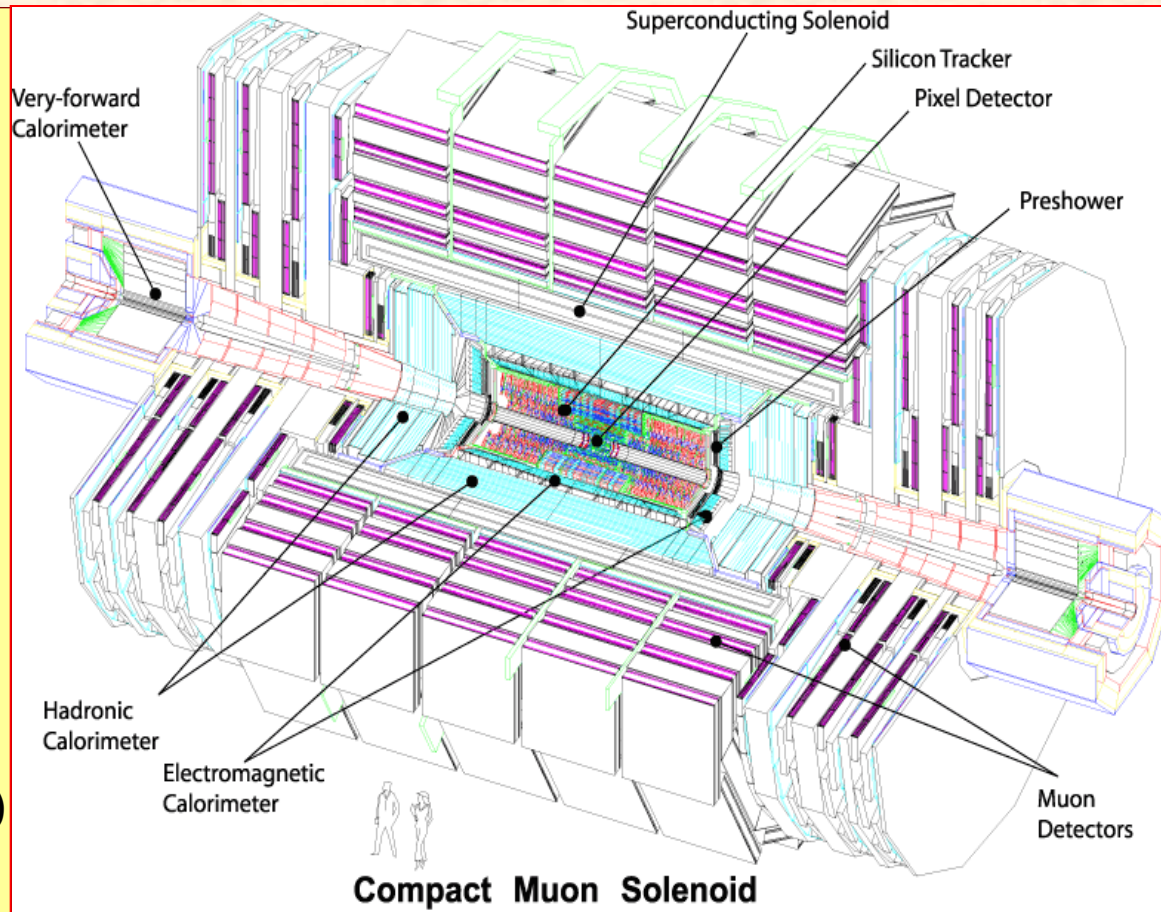 Superconducting Solenoid
Silicon Tracker
Pixel Detector
Very-forward
Calorimeter
Preshower
Hadronic
Calorimeter
Electromagnetic
Calorimeter
Muon
Detectors
)
Compact Muon Solenoid